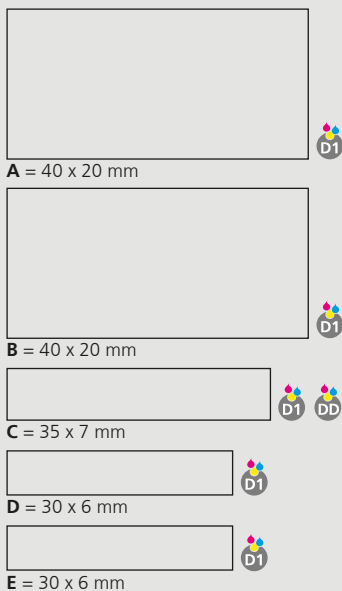 D1
A = 40 x 20 mm
D1
B = 40 x 20 mm
D1 DD
C = 35 x 7 mm
D1
D = 30 x 6 mm
D1
E = 30 x 6 mm